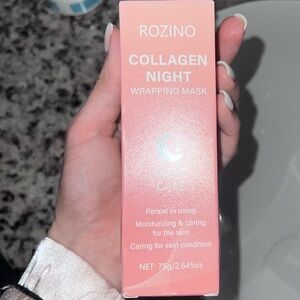 ROZINO
COLLAGEN
NIGHT
WRAPPING MASK
CARE
Persist in using
Moisturizing & caring
for the skin
Caring for skin condition
NET: 75g/2.645oz